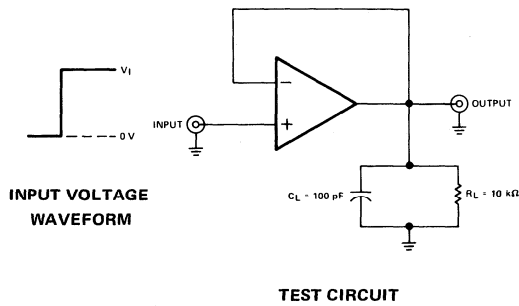 VI
0 V
INPUT VOLTAGE
WAVEFORM
INPUT
−
+
OUTPUT
CL = 100 pF
RL = 10 kΩ
TEST CIRCUIT